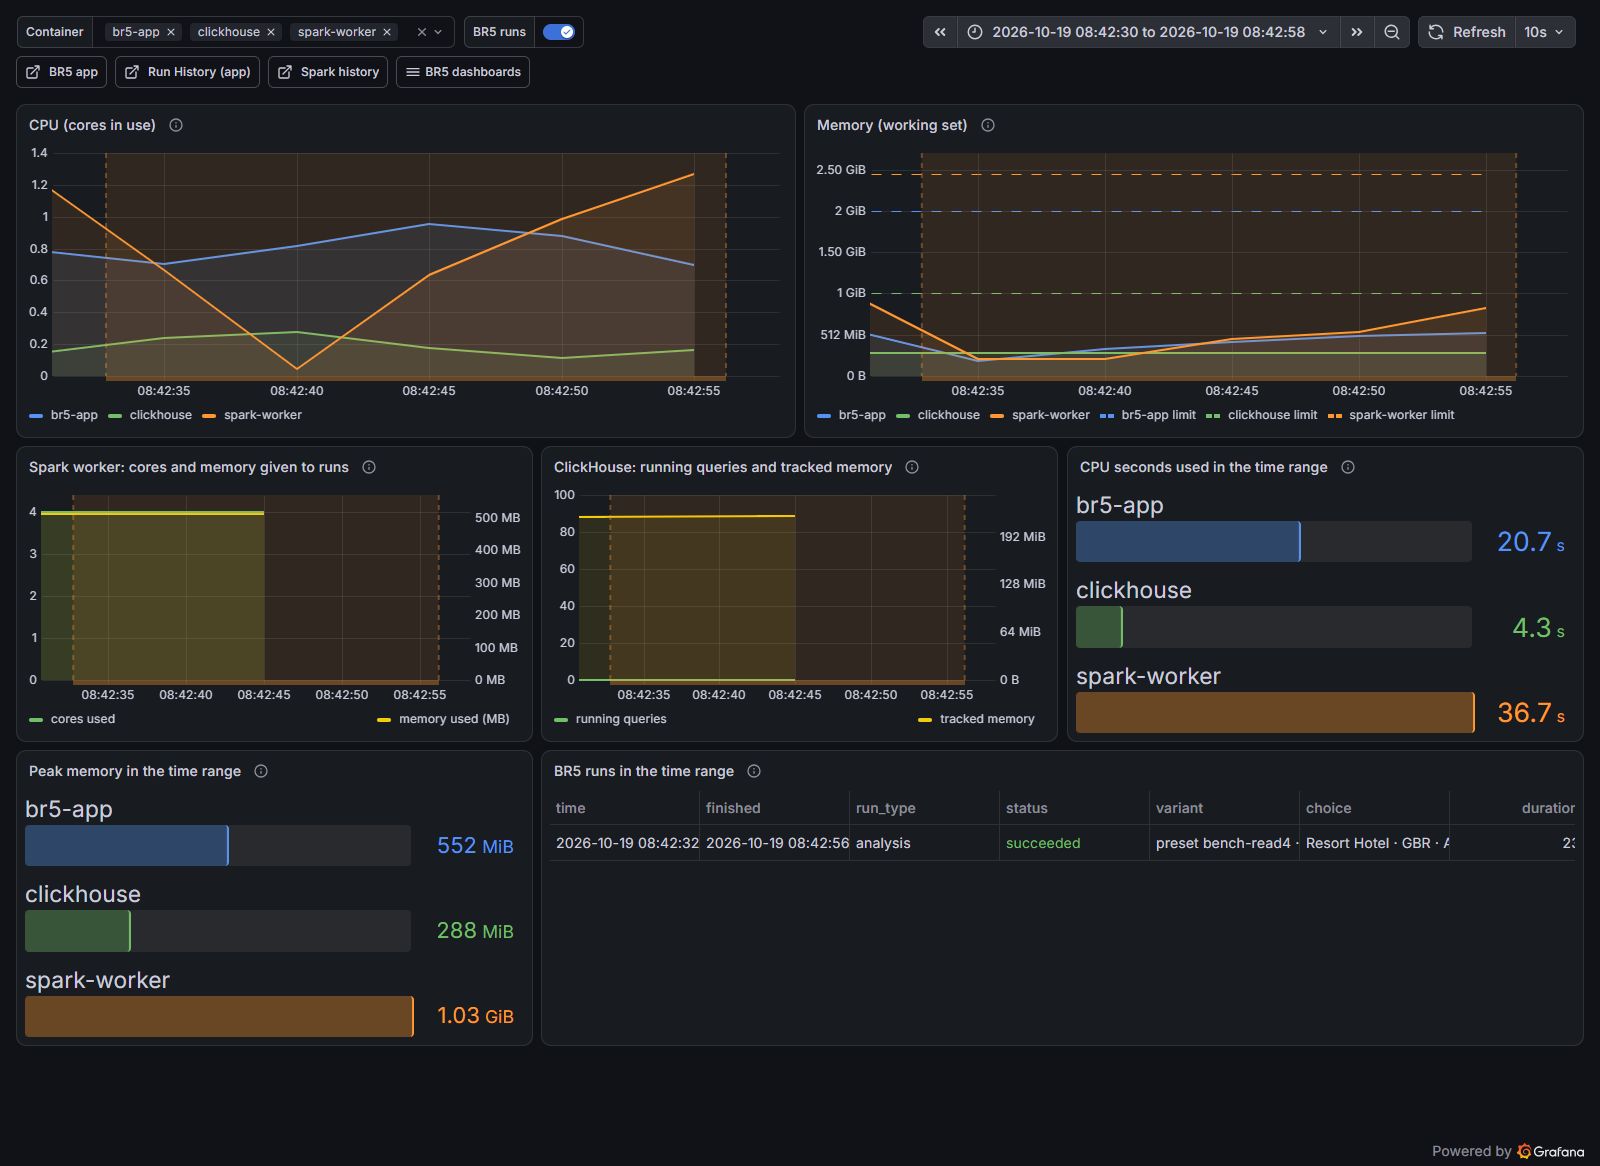 Container br5-app × clickhouse × spark-worker × × BR5 runs 2026-10-19 08:42:30 to 2026-10-19 08:42:58 Refresh 10s
BR5 app Run History (app) Spark history BR5 dashboards
CPU (cores in use)
1.4
1.2
1
0.8
0.6
0.4
0.2
0
08:42:35 08:42:40 08:42:45 08:42:50 08:42:55
br5-app clickhouse spark-worker
Memory (working set)
2.50 GiB
2 GiB
1.50 GiB
1 GiB
512 MiB
0 B
08:42:35 08:42:40 08:42:45 08:42:50 08:42:55
br5-app clickhouse spark-worker br5-app limit clickhouse limit spark-worker limit
Spark worker: cores and memory given to runs
4
3
2
1
0
500 MB
400 MB
300 MB
200 MB
100 MB
0 MB
08:42:35 08:42:40 08:42:45 08:42:50 08:42:55
cores used memory used (MB)
ClickHouse: running queries and tracked memory
100
80
60
40
20
0
192 MiB
128 MiB
64 MiB
0 B
08:42:35 08:42:40 08:42:45 08:42:50 08:42:55
running queries tracked memory
CPU seconds used in the time range
br5-app
20.7 s
clickhouse
4.3 s
spark-worker
36.7 s
Peak memory in the time range
br5-app
552 MiB
clickhouse
288 MiB
spark-worker
1.03 GiB
BR5 runs in the time range
time finished run_type status variant choice duration
2026-10-19 08:42:32 2026-10-19 08:42:56 analysis succeeded preset bench-read4 · Resort Hotel · GBR ·
Powered by Grafana